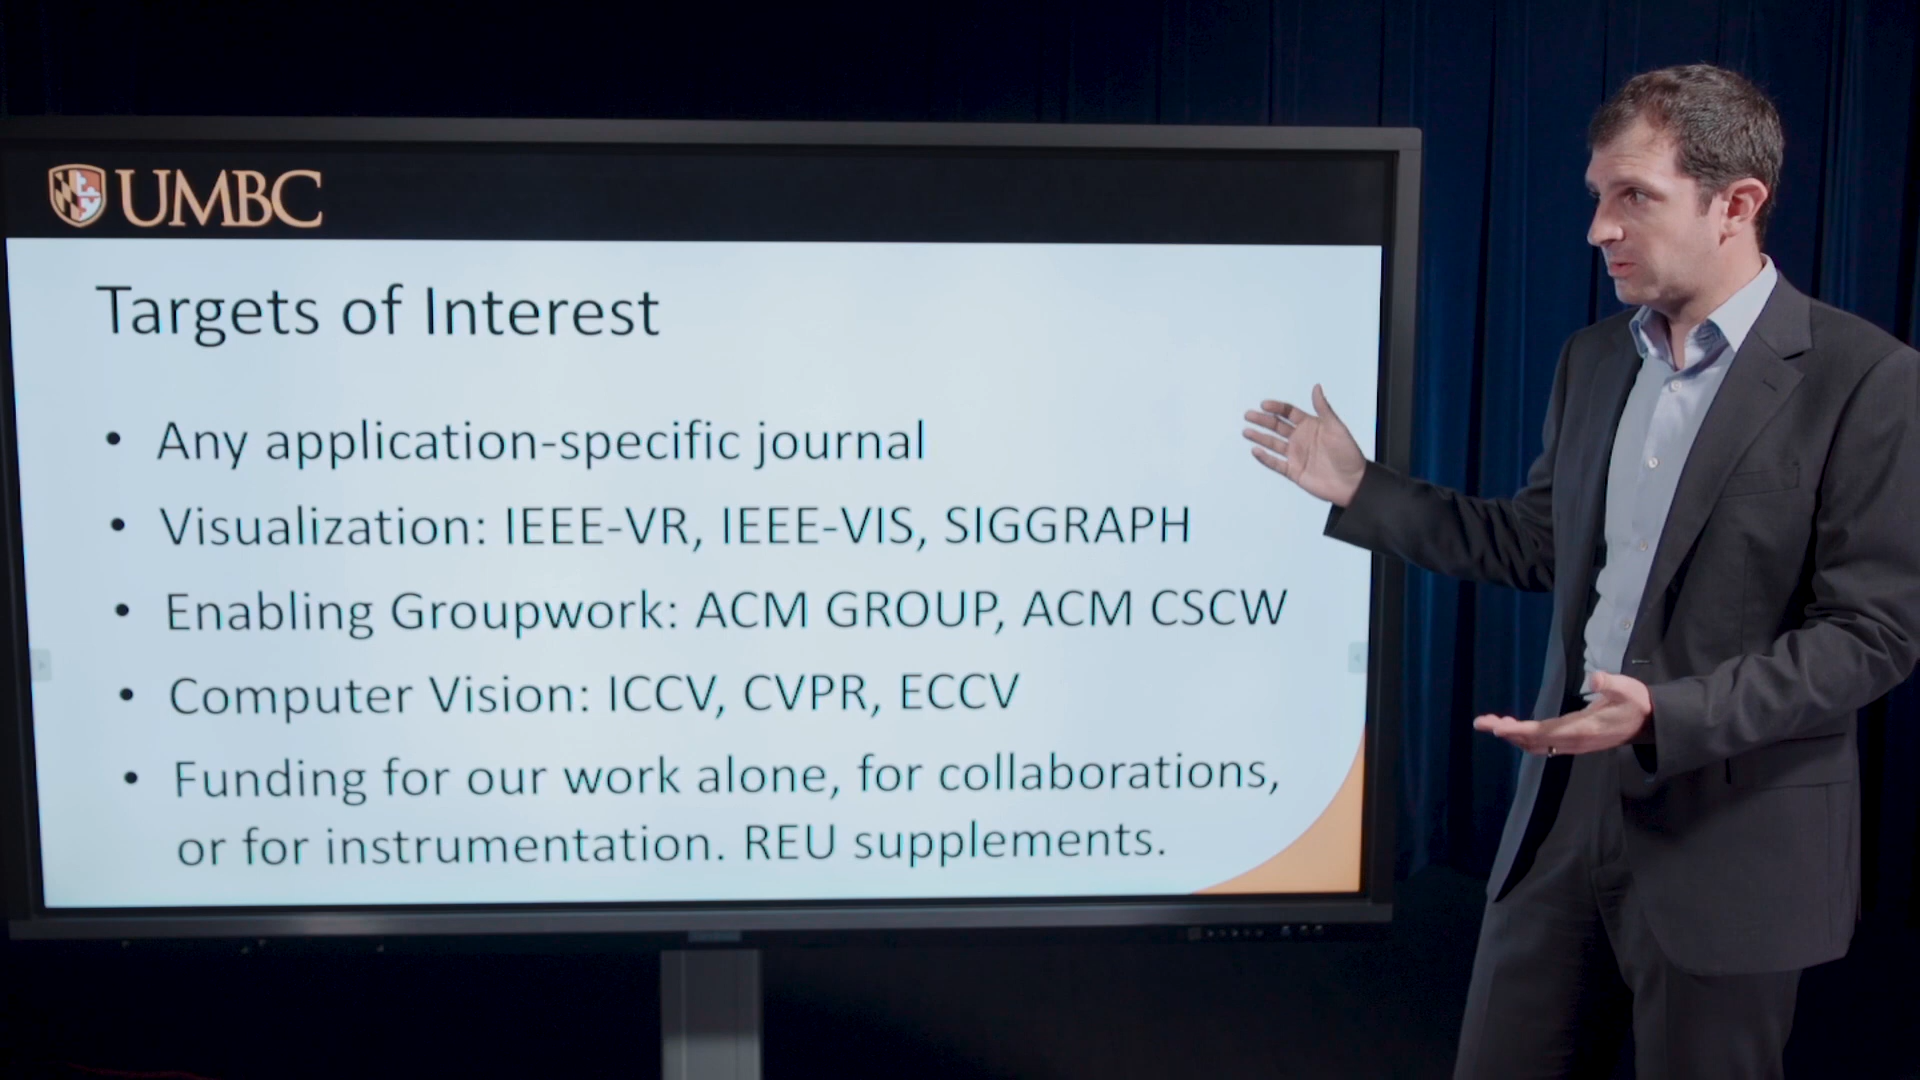 UMBC
Targets of Interest
• Any application-specific journal
• Visualization: IEEE-VR, IEEE-VIS, SIGGRAPH
• Enabling Groupwork: ACM GROUP, ACM CSCW
• Computer Vision: ICCV, CVPR, ECCV
• Funding for our work alone, for collaborations,
or for instrumentation. REU supplements.